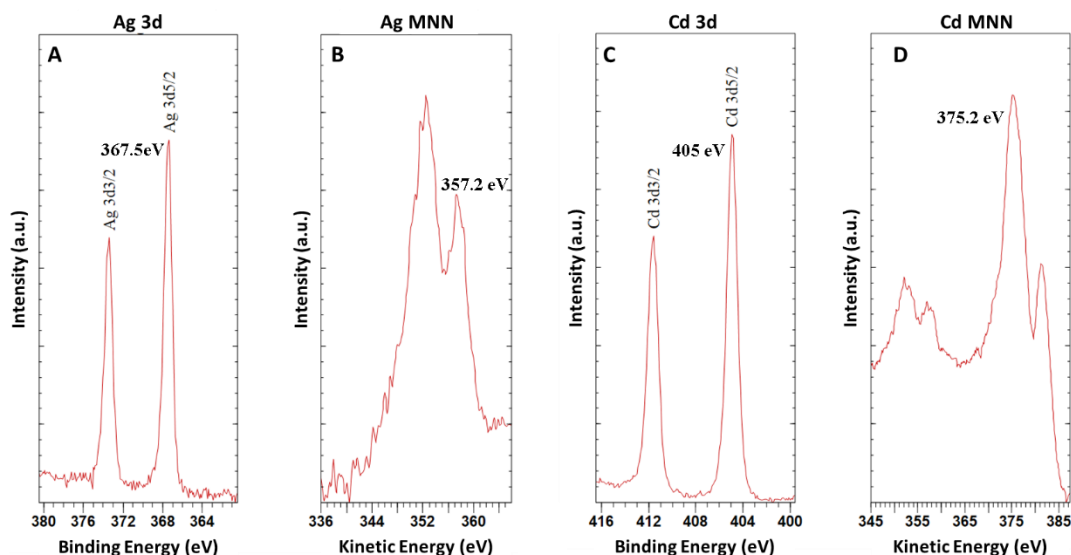 Ag 3d
Ag MNN
Cd 3d
Cd MNN
A
B
C
D
Ag 3d3/2
Ag 3d5/2
367.5eV
357.2 eV
Cd 3d3/2
Cd 3d5/2
405 eV
375.2 eV
Intensity (a.u.)
Intensity (a.u.)
Intensity (a.u.)
Intensity (a.u.)
380 376 372 368 364
336 344 352 360
416 412 408 404 400
345 355 365 375 385
Binding Energy (eV)
Kinetic Energy (eV)
Binding Energy (eV)
Kinetic Energy (eV)